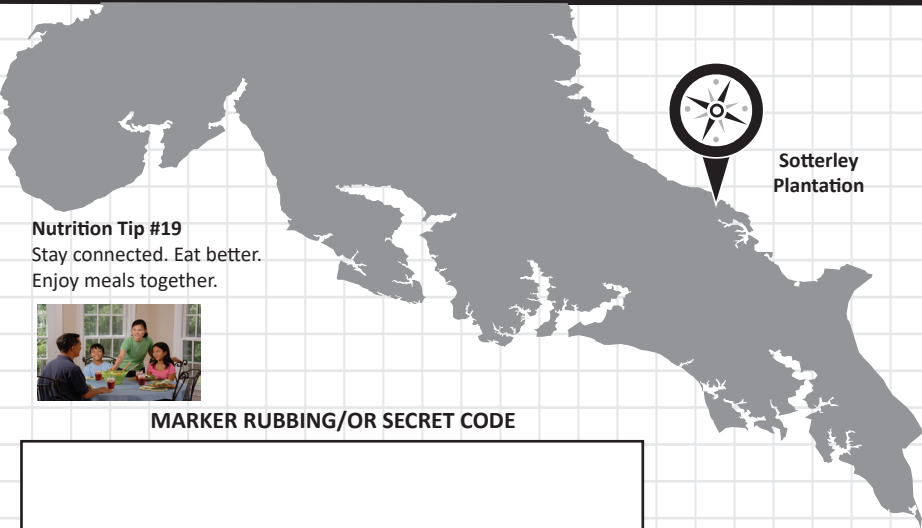 Sotterley
Plantation
Nutrition Tip #19
Stay connected. Eat better.
Enjoy meals together.
MARKER RUBBING/OR SECRET CODE